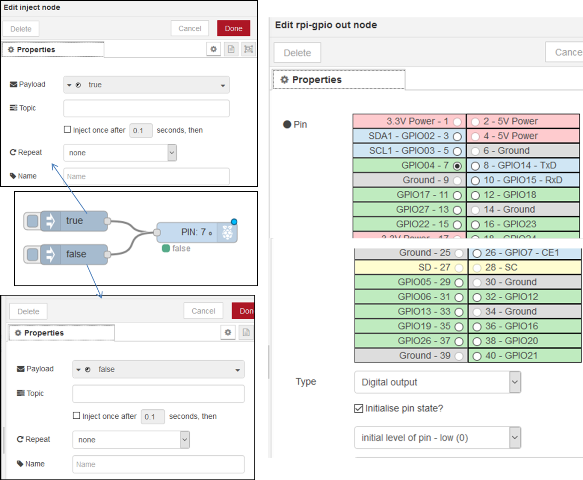 Edit inject node
Delete
Cancel
Done
Properties
Payload
true
Topic
Inject once after 0.1 seconds, then
Repeat
none
Name
Name
true
false
PIN: 7
false
Delete
Cancel
Don
Properties
Payload
false
Topic
Inject once after 0.1 seconds, then
Repeat
none
Name
Name
Edit rpi-gpio out node
Delete
Cance
Properties
Pin
3.3V Power - 1 2 - 5V Power
SDA1 - GPIO02 - 3 4 - 5V Power
SCL1 - GPIO03 - 5 6 - Ground
GPIO04 - 7 8 - GPIO14 - TxD
Ground - 9 10 - GPIO15 - RxD
GPIO17 - 11 12 - GPIO18
GPIO27 - 13 14 - Ground
GPIO22 - 15 16 - GPIO23
Ground - 25 26 - GPIO7 - CE1
SD - 27 28 - SC
GPIO05 - 29 30 - Ground
GPIO06 - 31 32 - GPIO12
GPIO13 - 33 34 - Ground
GPIO19 - 35 36 - GPIO16
GPIO26 - 37 38 - GPIO20
Ground - 39 40 - GPIO21
Type
Digital output
Initialise pin state?
initial level of pin - low (0)